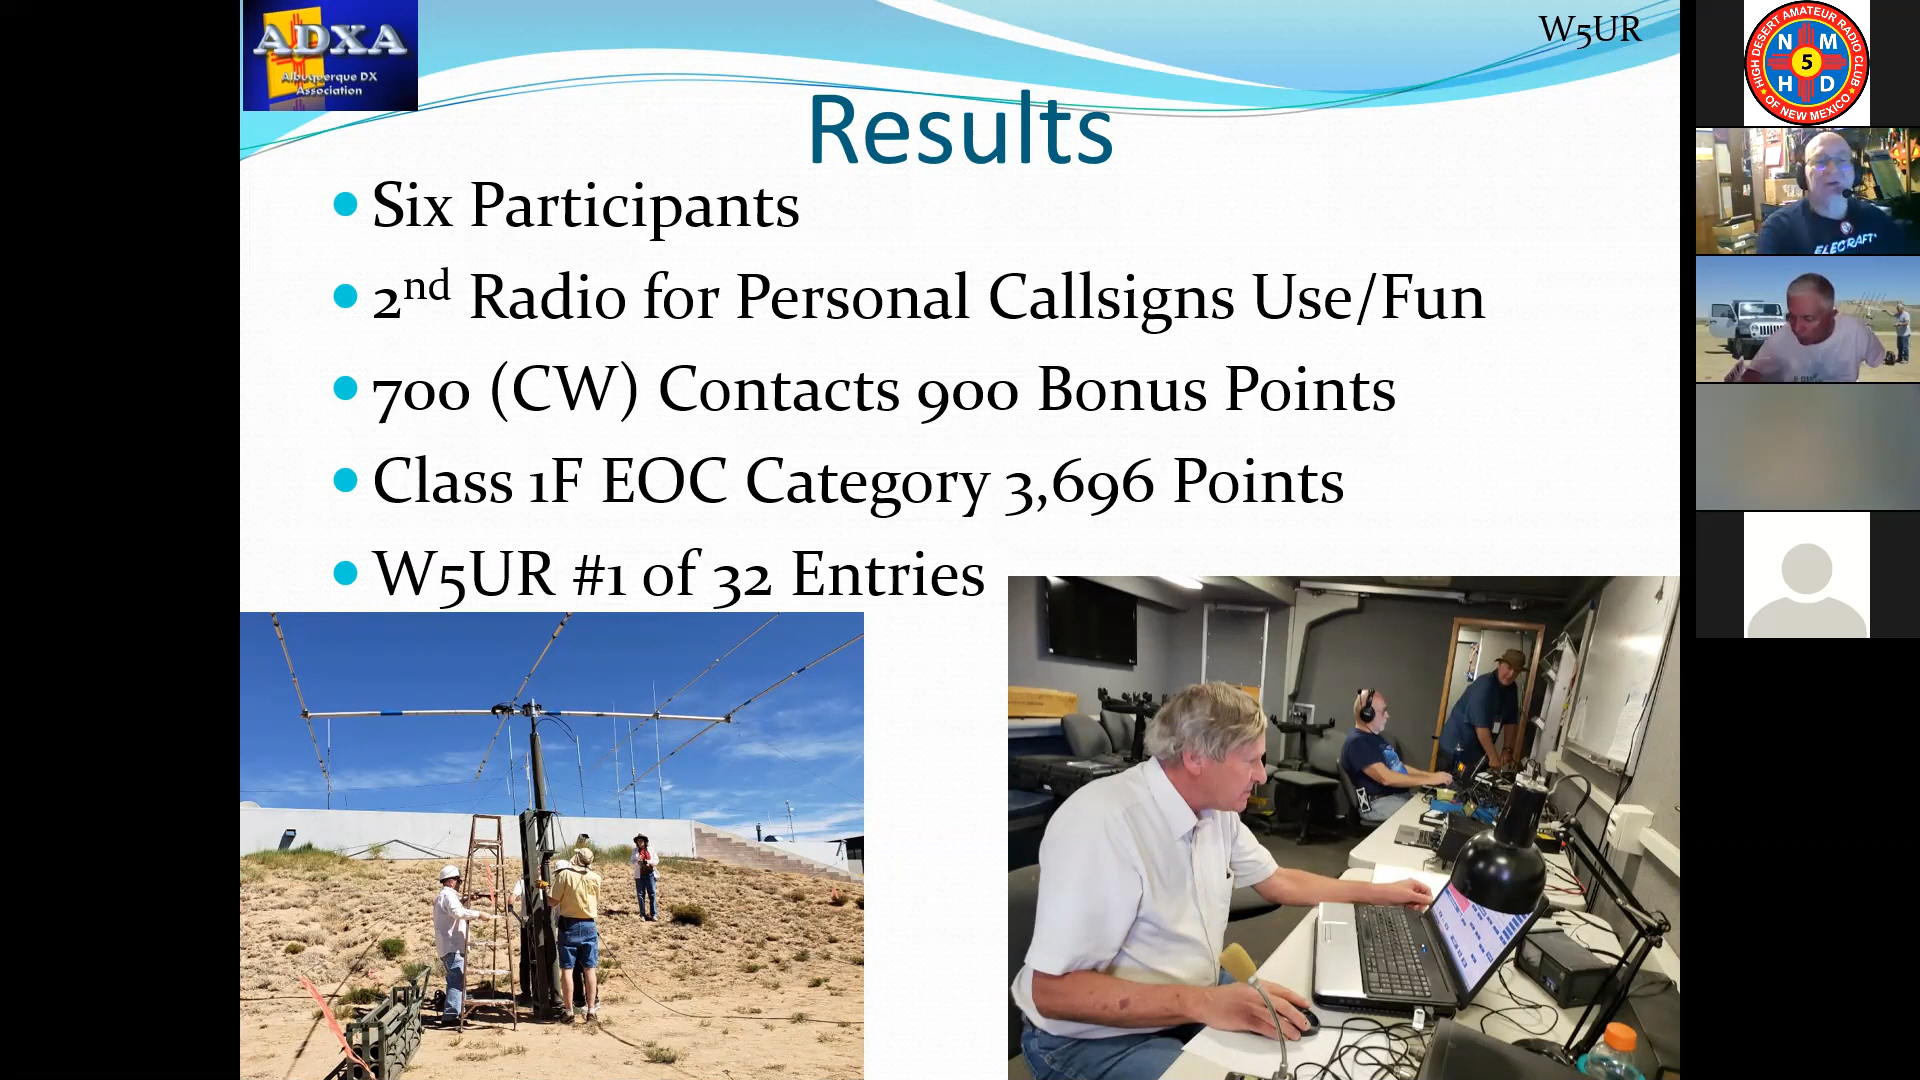 ADXA
Albuquerque DX
Association
W5UR
Results
Six Participants
2nd Radio for Personal Callsigns Use/Fun
700 (CW) Contacts 900 Bonus Points
Class 1F EOC Category 3,696 Points
W5UR #1 of 32 Entries
HIGH DESERT AMATEUR RADIO CLUB
N M
5
H D
OF NEW MEXICO
ELECRAFT